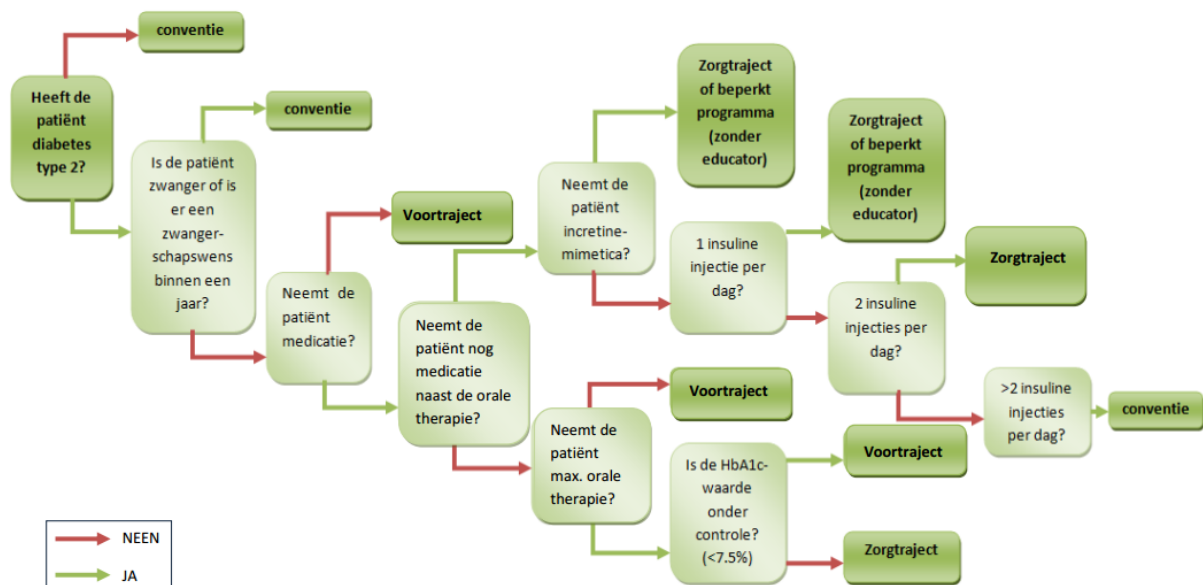 conventie
Heeft de
patiënt
diabetes
type 2?
conventie
Is de patiënt
zwanger of is
er een
zwanger-
schapswens
binnen een
jaar?
Voortraject
Neemt de
patiënt
medicatie?
Zorgtraject
of beperkt
programma
(zonder
educator)
Neemt de
patiënt
incretine-
mimetica?
Zorgtraject
of beperkt
programma
(zonder
educator)
1 insuline
injectie per
dag?
Zorgtraject
2 insuline
injecties per
dag?
>2 insuline
injecties
per dag?
conventie
Neemt de
patiënt nog
medicatie
naast de orale
therapie?
Voortraject
Neemt de
patiënt
max. orale
therapie?
Voortraject
Is de HbA1c-
waarde
onder
controle?
(<7.5%)
Zorgtraject
NEEN
JA